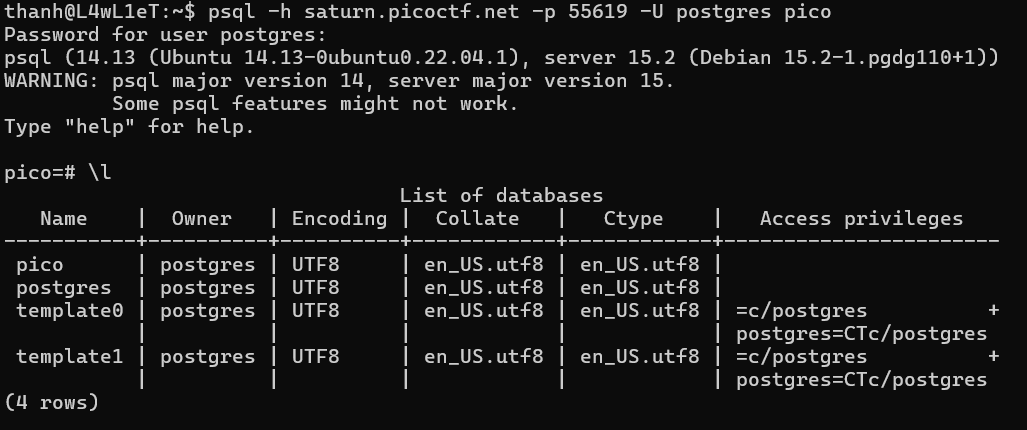 thanh@L4wL1eT:~$ psql -h saturn.picoctf.net -p 55619 -U postgres pico
Password for user postgres:
psql (14.13 (Ubuntu 14.13-0ubuntu0.22.04.1), server 15.2 (Debian 15.2-1.pgdg110+1))
WARNING: psql major version 14, server major version 15.
         Some psql features might not work.
Type "help" for help.

pico=# \l
                                 List of databases
   Name    |  Owner   | Encoding |  Collate   |   Ctype    |   Access privileges
-----------+----------+----------+------------+------------+-----------------------
 pico      | postgres | UTF8     | en_US.utf8 | en_US.utf8 |
 postgres  | postgres | UTF8     | en_US.utf8 | en_US.utf8 |
 template0 | postgres | UTF8     | en_US.utf8 | en_US.utf8 | =c/postgres          +
           |          |          |            |            | postgres=CTc/postgres
 template1 | postgres | UTF8     | en_US.utf8 | en_US.utf8 | =c/postgres          +
           |          |          |            |            | postgres=CTc/postgres
(4 rows)